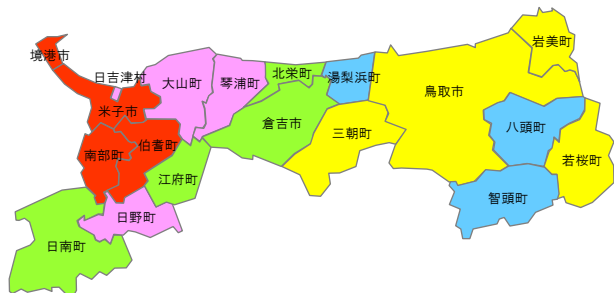 岩美町
境港市
日吉津村
大山町
琴浦町
北栄町
湯梨浜町
鳥取市
米子市
倉吉市
三朝町
八頭町
南部町
伯耆町
若桜町
江府町
智頭町
日野町
日南町